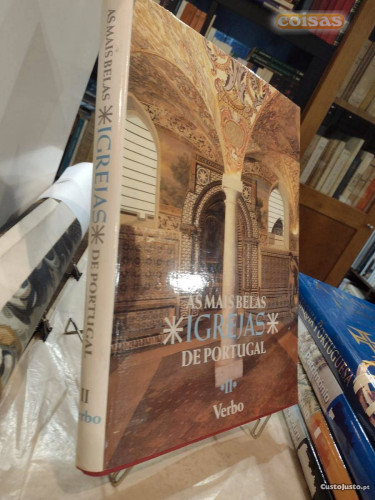 coisas
AS MAIS BELAS
IGREJAS
DE PORTUGAL
II
Verbo
AS MAIS BELAS
IGREJAS
DE PORTUGAL
II
Verbo
CustoJusto.pt